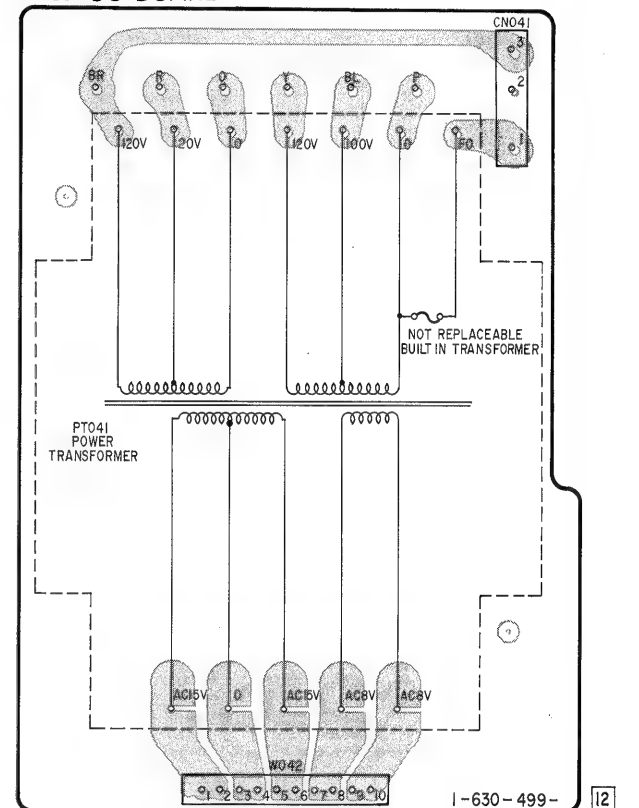 CN041
3
BR R O Y BL P
2
120V 20V 0 120V 100V 0 FO 1
NOT REPLACEABLE
BUILT IN TRANSFORMER
PT041
POWER
TRANSFORMER
AC15V 0 AC15V AC8V AC8V
W042
1 2 3 4 5 6 7 8 9 10
1-630-499- 12